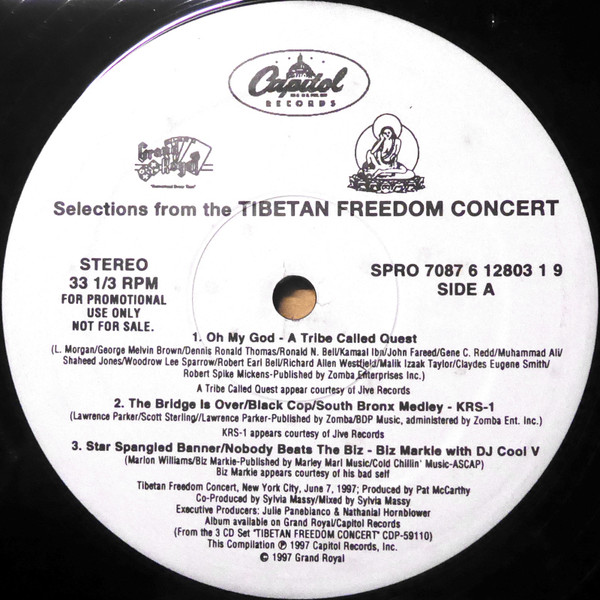 Capitol
RECORDS
Grand
Royal
Selections from the TIBETAN FREEDOM CONCERT
STEREO
33 1/3 RPM
FOR PROMOTIONAL
USE ONLY
NOT FOR SALE.
SPRO 7087 6 12803 1 9
SIDE A
1. Oh My God - A Tribe Called Quest
(L. Morgan/George Melvin Brown/Dennis Ronald Thomas/Ronald N. Bell/Kamaal Ibn/John Fareed/Gene C. Redd/Muhammad Ali/
Shaheed Jones/Woodrow Lee Sparrow/Robert Earl Bell/Richard Allen Westfield/Malik Izaak Taylor/Claydes Eugene Smith/
Robert Spike Mickens-Published by Zomba Enterprises Inc.)
A Tribe Called Quest appear courtesy of Jive Records
2. The Bridge Is Over/Black Cop/South Bronx Medley - KRS-1
(Lawrence Parker/Scott Sterling//Lawrence Parker-Published by Zomba/BDP Music, administered by Zomba Ent. Inc.)
KRS-1 appears courtesy of Jive Records
3. Star Spangled Banner/Nobody Beats The Biz - Biz Markie with DJ Cool V
(Marlon Williams/Biz Markie-Published by Marley Marl Music/Cold Chillin' Music-ASCAP)
Biz Markie appears courtesy of his bad self
Tibetan Freedom Concert, New York City, June 7, 1997; Produced by Pat McCarthy
Co-Produced by Sylvia Massy/Mixed by Sylvia Massy
Executive Producers: Julie Panebianco & Nathanial Hornblower
Album available on Grand Royal/Capitol Records
(From the 3 CD Set "TIBETAN FREEDOM CONCERT" CDP-59110)
This Compilation ℗ 1997 Capitol Records, Inc.
© 1997 Grand Royal